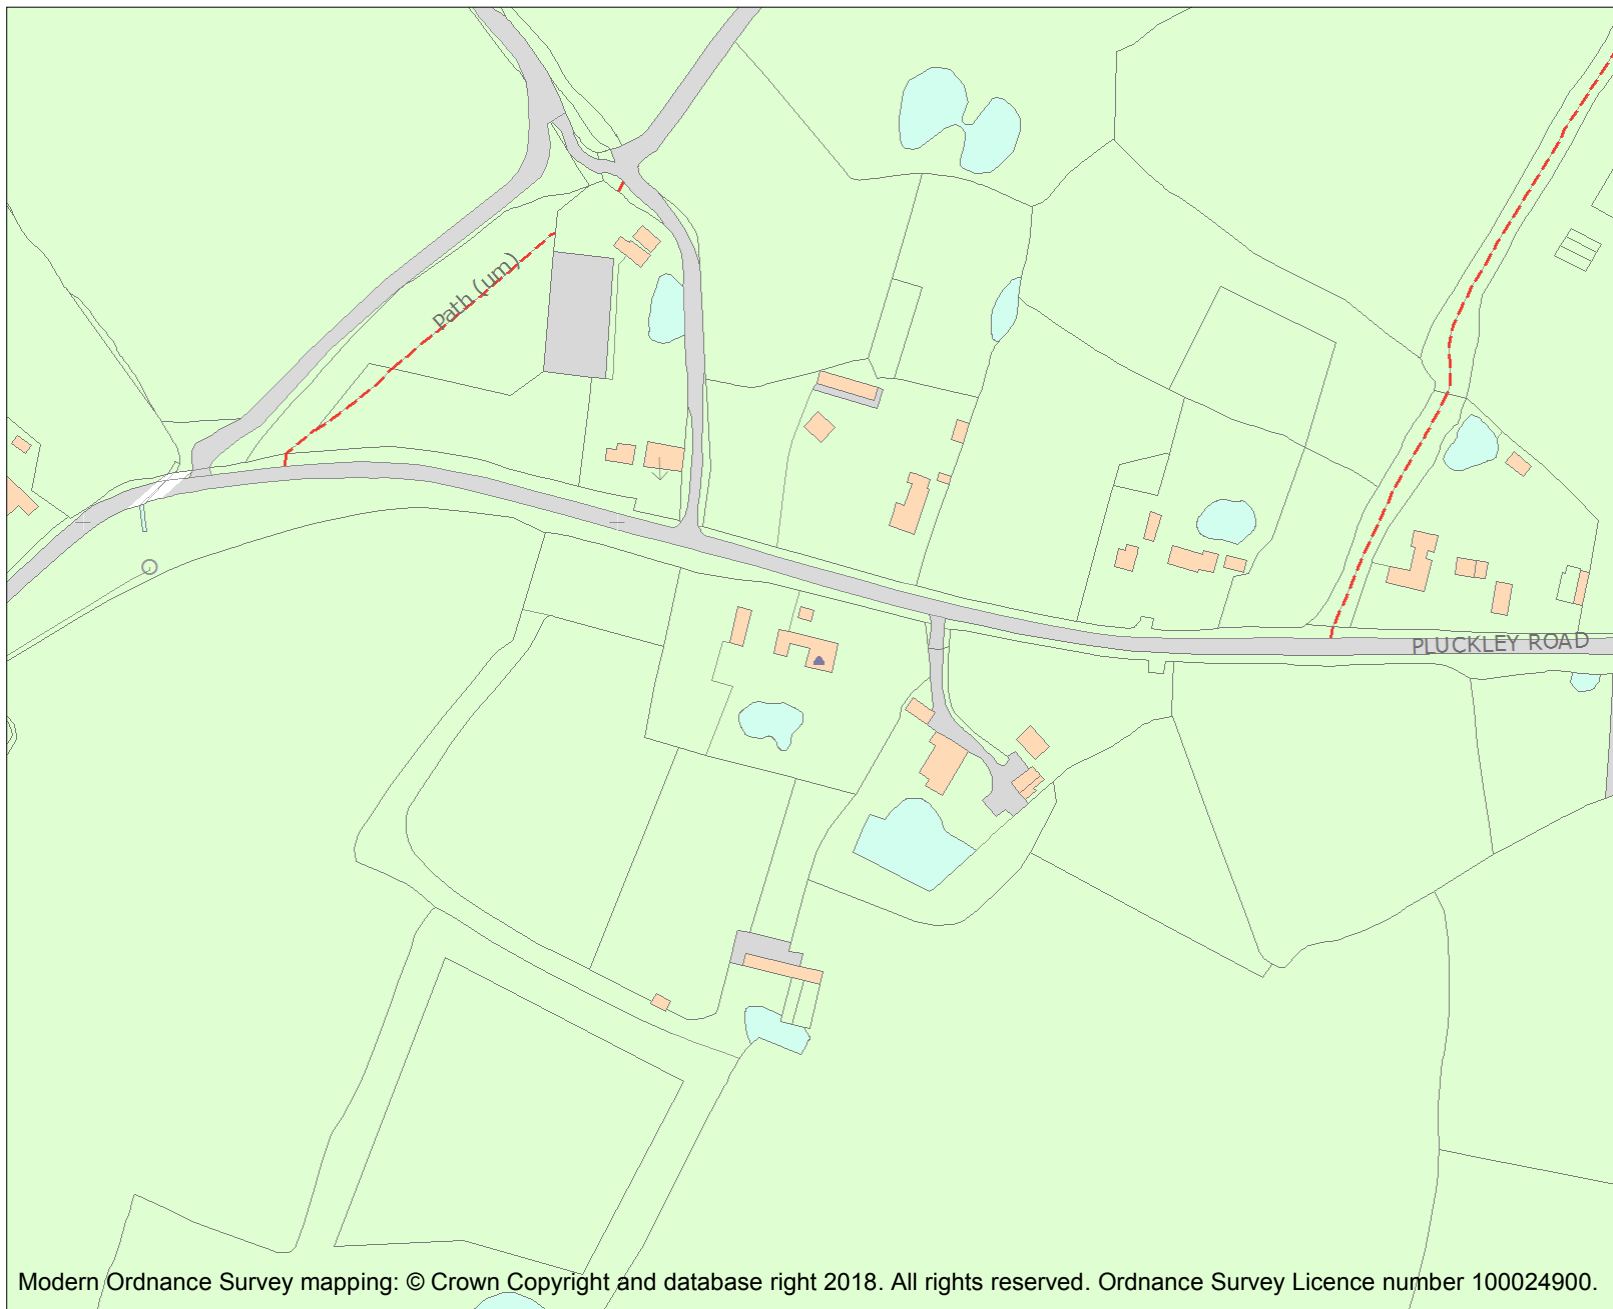 Path (um)
PLUCKLEY ROAD
Modern Ordnance Survey mapping: © Crown Copyright and database right 2018. All rights reserved. Ordnance Survey Licence number 100024900.